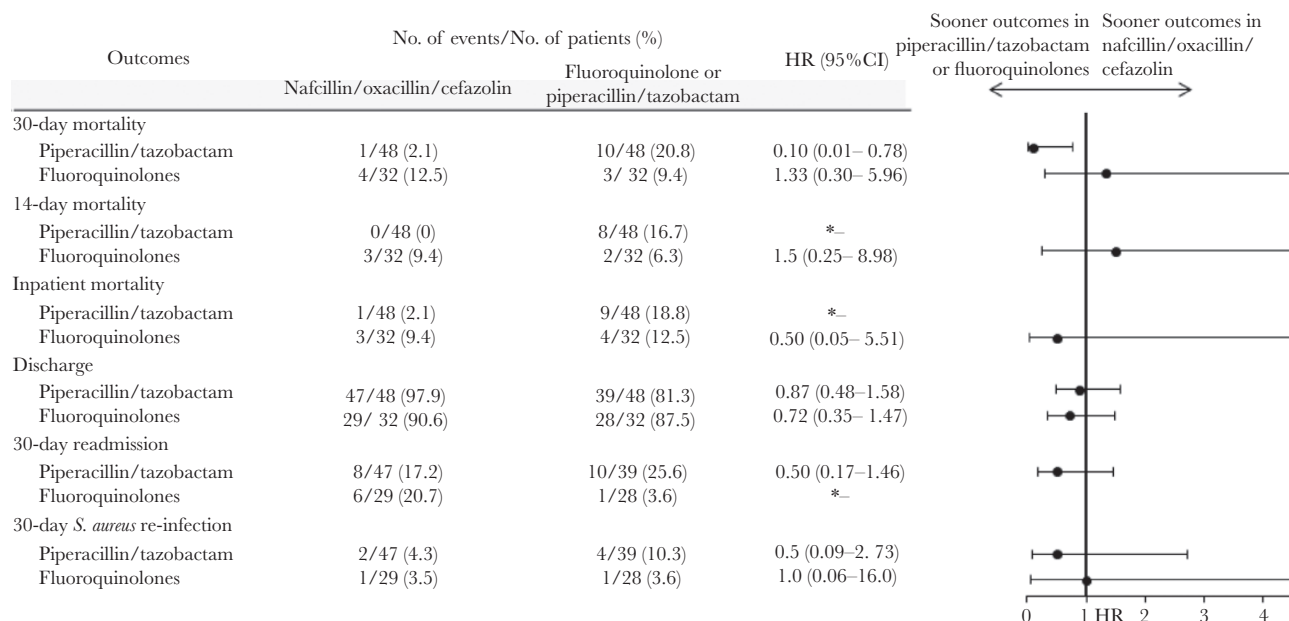 No. of events/No. of patients (%)
Outcomes
HR (95%CI)
Nafcillin/oxacillin/cefazolin
Fluoroquinolone or
piperacillin/tazobactam
Sooner outcomes in
piperacillin/tazobactam
or fluoroquinolones
Sooner outcomes in
nafcillin/oxacillin/
cefazolin
30-day mortality
Piperacillin/tazobactam 1/48 (2.1) 10/48 (20.8) 0.10 (0.01– 0.78)
Fluoroquinolones 4/32 (12.5) 3/ 32 (9.4) 1.33 (0.30– 5.96)
14-day mortality
Piperacillin/tazobactam 0/48 (0) 8/48 (16.7) *–
Fluoroquinolones 3/32 (9.4) 2/32 (6.3) 1.5 (0.25– 8.98)
Inpatient mortality
Piperacillin/tazobactam 1/48 (2.1) 9/48 (18.8) *–
Fluoroquinolones 3/32 (9.4) 4/32 (12.5) 0.50 (0.05– 5.51)
Discharge
Piperacillin/tazobactam 47/48 (97.9) 39/48 (81.3) 0.87 (0.48–1.58)
Fluoroquinolones 29/ 32 (90.6) 28/32 (87.5) 0.72 (0.35– 1.47)
30-day readmission
Piperacillin/tazobactam 8/47 (17.2) 10/39 (25.6) 0.50 (0.17–1.46)
Fluoroquinolones 6/29 (20.7) 1/28 (3.6) *–
30-day S. aureus re-infection
Piperacillin/tazobactam 2/47 (4.3) 4/39 (10.3) 0.5 (0.09–2. 73)
Fluoroquinolones 1/29 (3.5) 1/28 (3.6) 1.0 (0.06–16.0)
0 1 HR 2 3 4